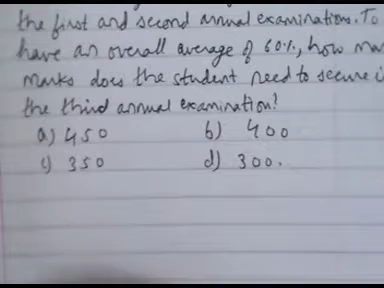 the first and second annual examination. To
have an overall average of 60%, how
marks does the student need to secure
the third annual examination?
a) 450 b) 400
c) 350 d) 300.